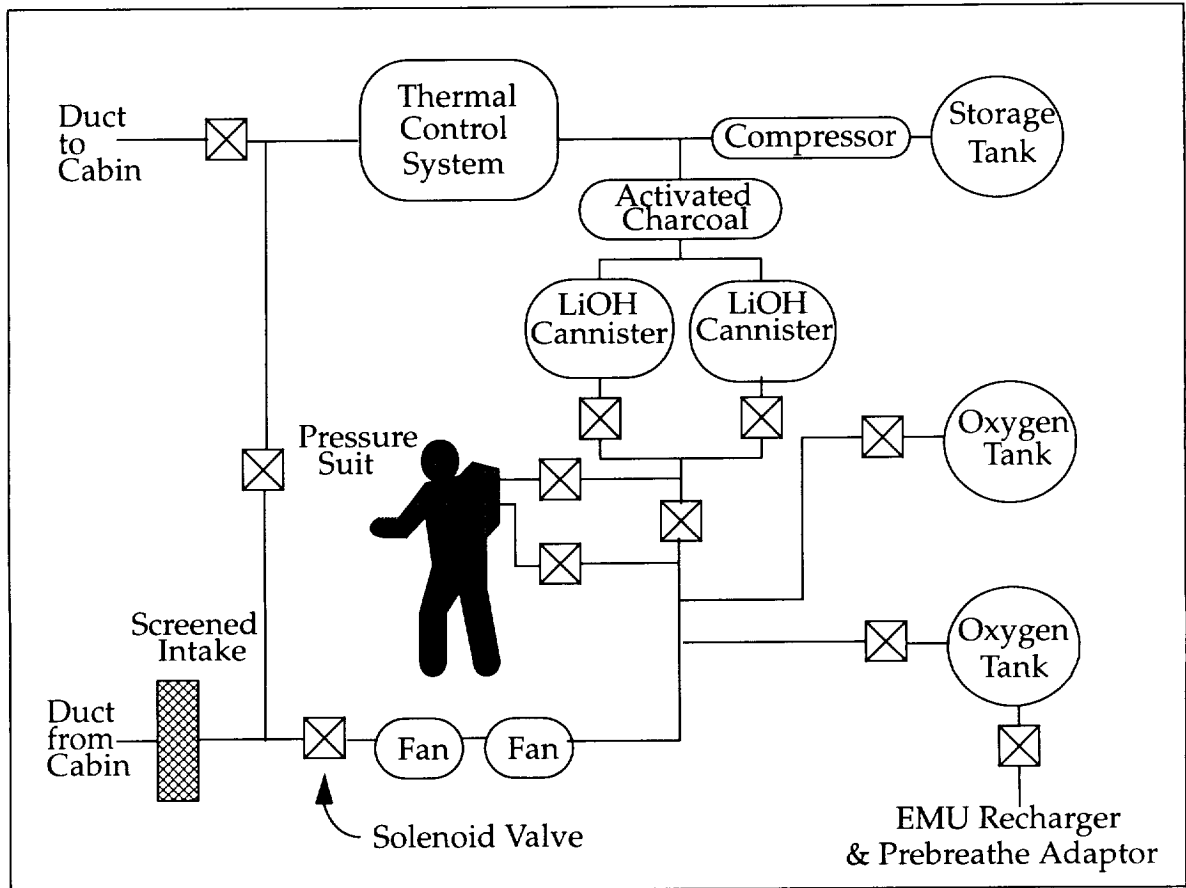 Duct
to
Cabin
Thermal
Control
System
Compressor
Storage
Tank
Activated
Charcoal
LiOH
Cannister
LiOH
Cannister
Pressure
Suit
Oxygen
Tank
Screened
Intake
Oxygen
Tank
Duct
from
Cabin
Fan
Fan
Solenoid Valve
EMU Recharger
& Prebreathe Adaptor